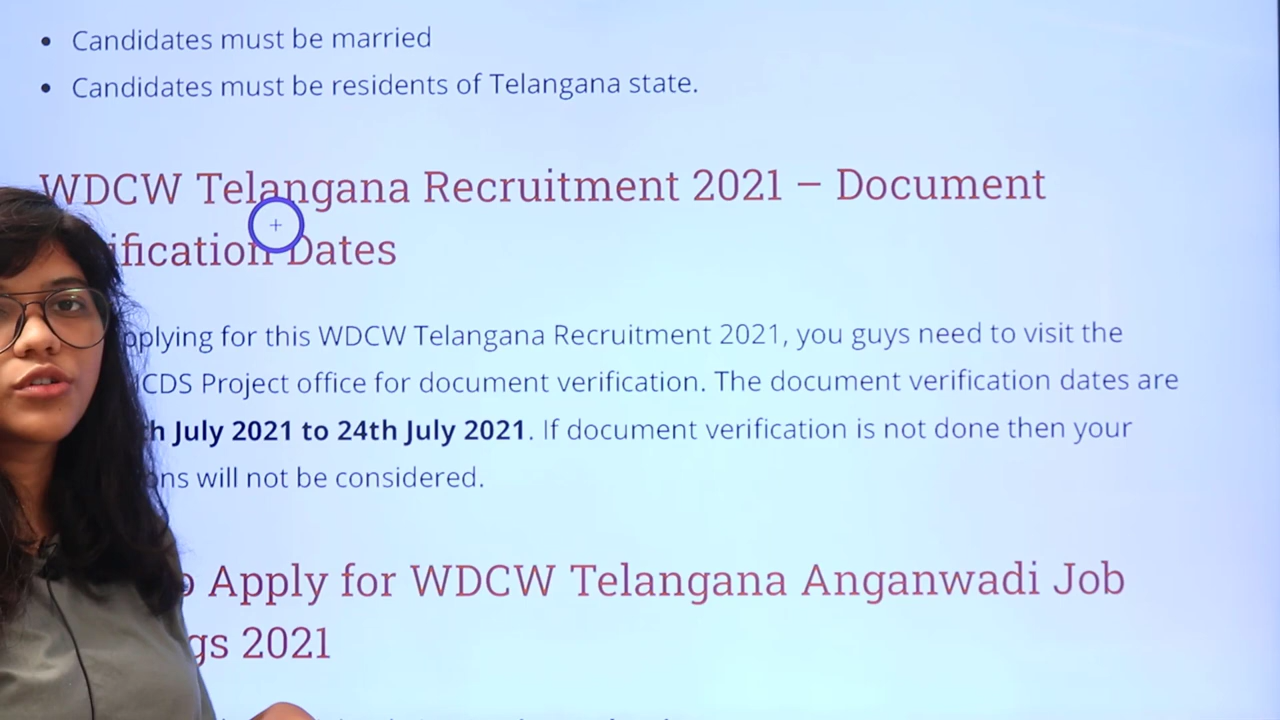 Candidates must be married
Candidates must be residents of Telangana state.
WDCW Telangana Recruitment 2021 – Document
ification Dates
pplying for this WDCW Telangana Recruitment 2021, you guys need to visit the
CDS Project office for document verification. The document verification dates are
h July 2021 to 24th July 2021. If document verification is not done then your
ns will not be considered.
Apply for WDCW Telangana Anganwadi Job
gs 2021